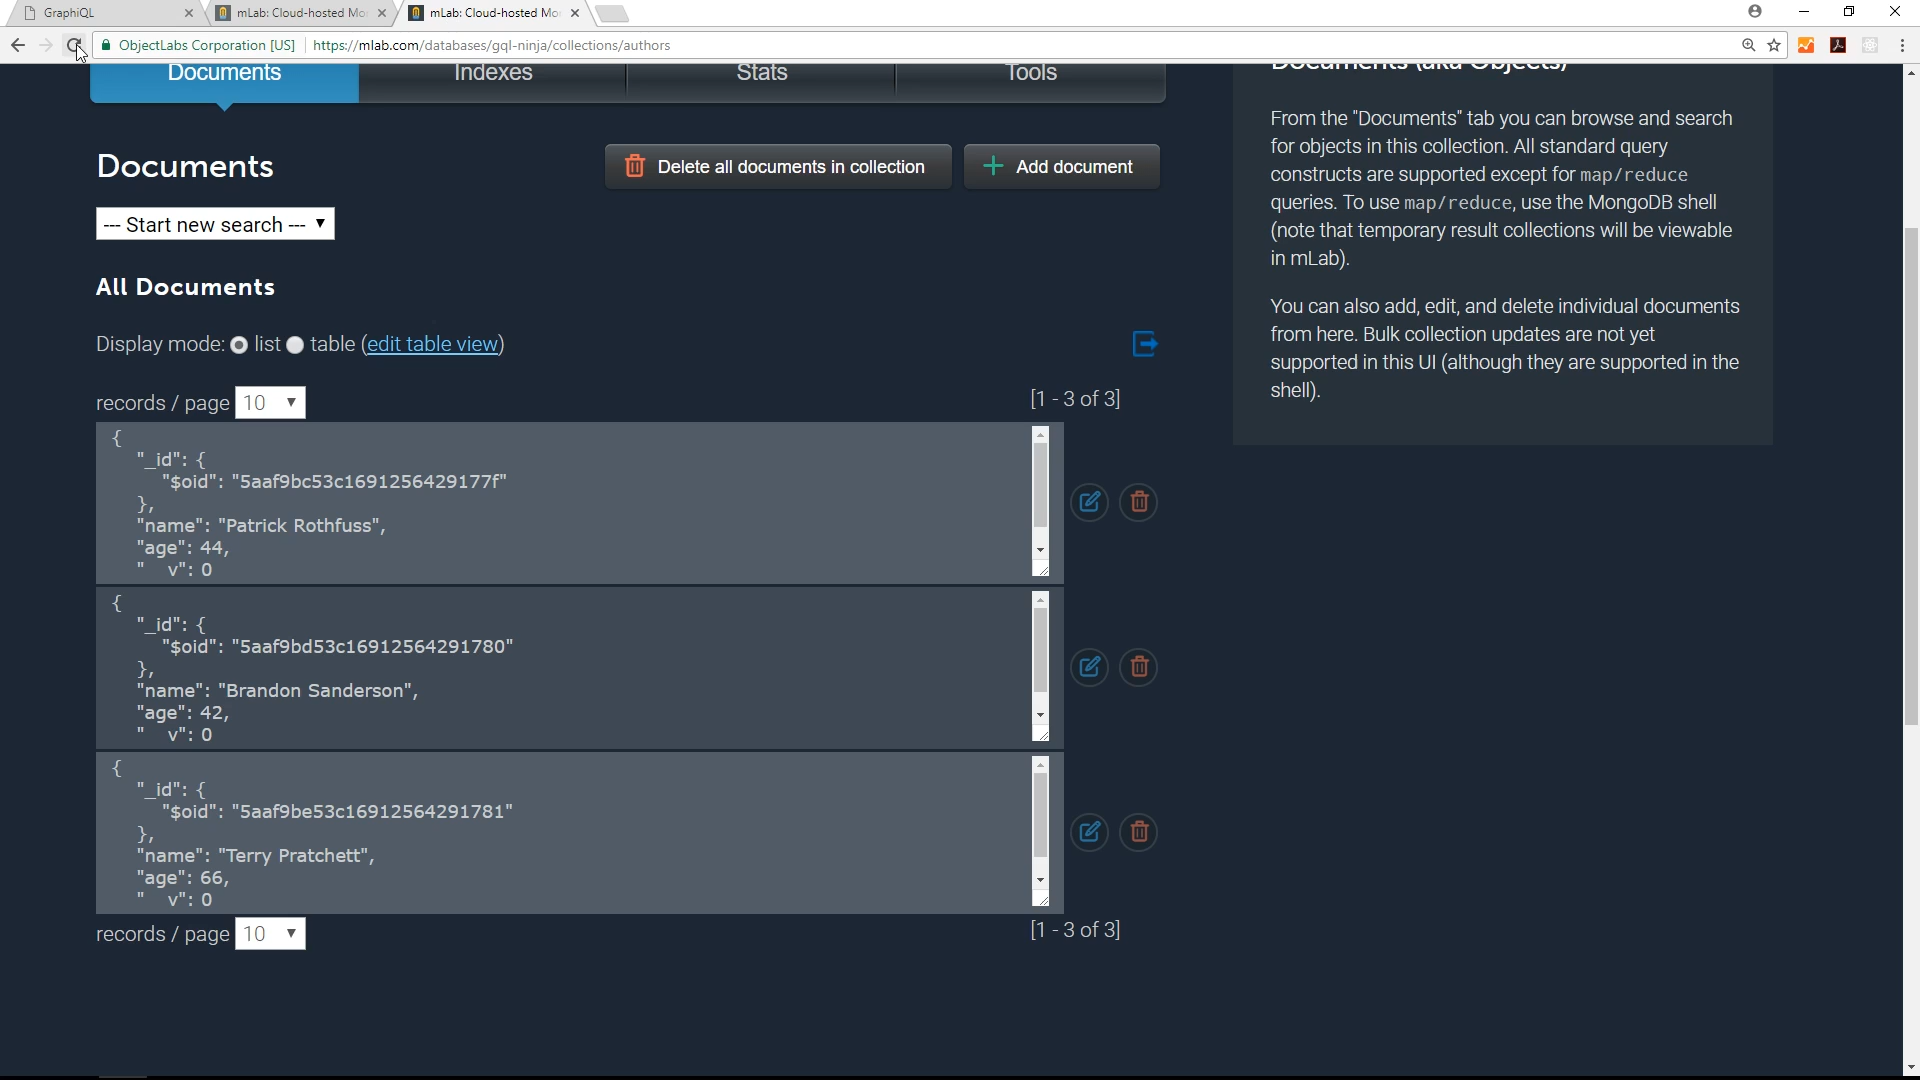 GraphiQL
mLab: Cloud-hosted Mo
mLab: Cloud-hosted Mo
ObjectLabs Corporation [US]
https://mlab.com/databases/gql-ninja/collections/authors
Documents
Indexes
Stats
Tools
Documents (aka Objects)
From the "Documents" tab you can browse and search
for objects in this collection. All standard query
constructs are supported except for map/reduce
queries. To use map/reduce, use the MongoDB shell
(note that temporary result collections will be viewable
in mLab).
You can also add, edit, and delete individual documents
from here. Bulk collection updates are not yet
supported in this UI (although they are supported in the
shell).
Documents
Delete all documents in collection
Add document
--- Start new search ---
All Documents
Display mode: list table (edit table view)
records / page 10
[1 - 3 of 3]
{
"_id": {
"$oid": "5aaf9bc53c1691256429177f"
},
"name": "Patrick Rothfuss",
"age": 44,
"__v": 0
{
"_id": {
"$oid": "5aaf9bd53c16912564291780"
},
"name": "Brandon Sanderson",
"age": 42,
"__v": 0
{
"_id": {
"$oid": "5aaf9be53c16912564291781"
},
"name": "Terry Pratchett",
"age": 66,
"__v": 0
records / page 10
[1 - 3 of 3]